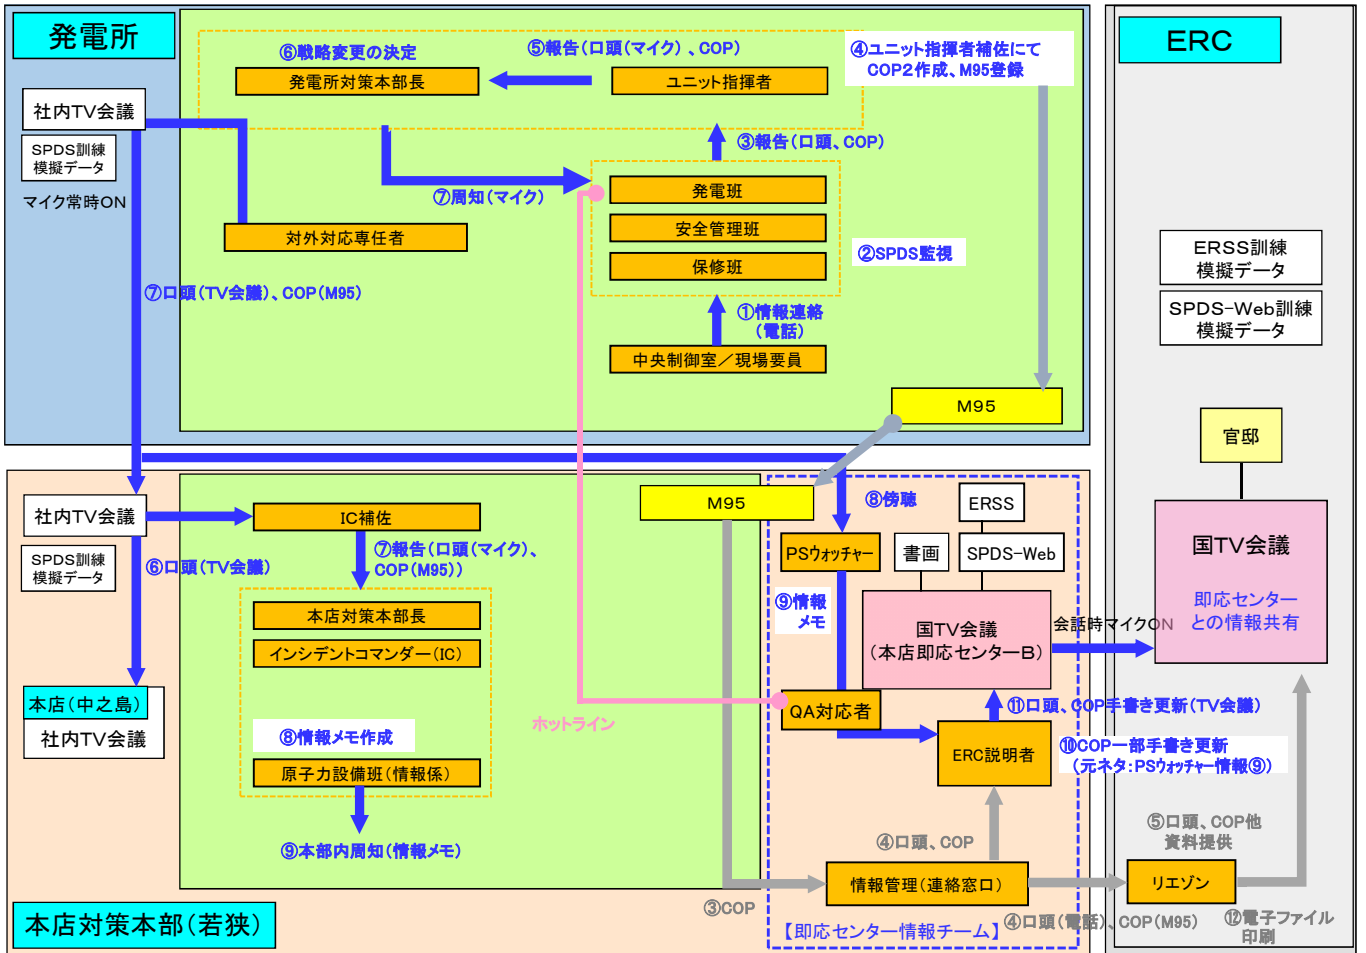 発電所
ERC
⑥戦略変更の決定
⑤報告(口頭(マイク)、COP)
④ユニット指揮者補佐にて
COP2作成、M95登録
発電所対策本部長
ユニット指揮者
社内TV会議
SPDS訓練
模擬データ
マイク常時ON
③報告(口頭、COP)
⑦周知(マイク)
発電班
安全管理班
保修班
対外対応専任者
②SPDS監視
⑦口頭(TV会議)、COP(M95)
①情報連絡
(電話)
中央制御室/現場要員
M95
ERSS訓練
模擬データ
SPDS-Web訓練
模擬データ
官邸
社内TV会議
SPDS訓練
模擬データ
IC補佐
M95
⑧傍聴
ERSS
PSウォッチャー
書画
SPDS-Web
⑥口頭(TV会議)
⑦報告(口頭(マイク)、
COP(M95))
国TV会議
即応センター
との情報共有
本店対策本部長
インシデントコマンダー(IC)
⑨情報
メモ
国TV会議
(本店即応センターB)
会話時マイクON
本店(中之島)
社内TV会議
ホットライン
QA対応者
⑪口頭、COP手書き更新(TV会議)
⑧情報メモ作成
原子力設備班(情報係)
ERC説明者
⑩COP一部手書き更新
(元ネタ:PSウォッチャー情報⑨)
⑨本部内周知(情報メモ)
④口頭、COP
⑤口頭、COP他
資料提供
情報管理(連絡窓口)
リエゾン
③COP
④口頭(電話)、COP(M95)
⑫電子ファイル
印刷
本店対策本部(若狭)
【即応センター情報チーム】